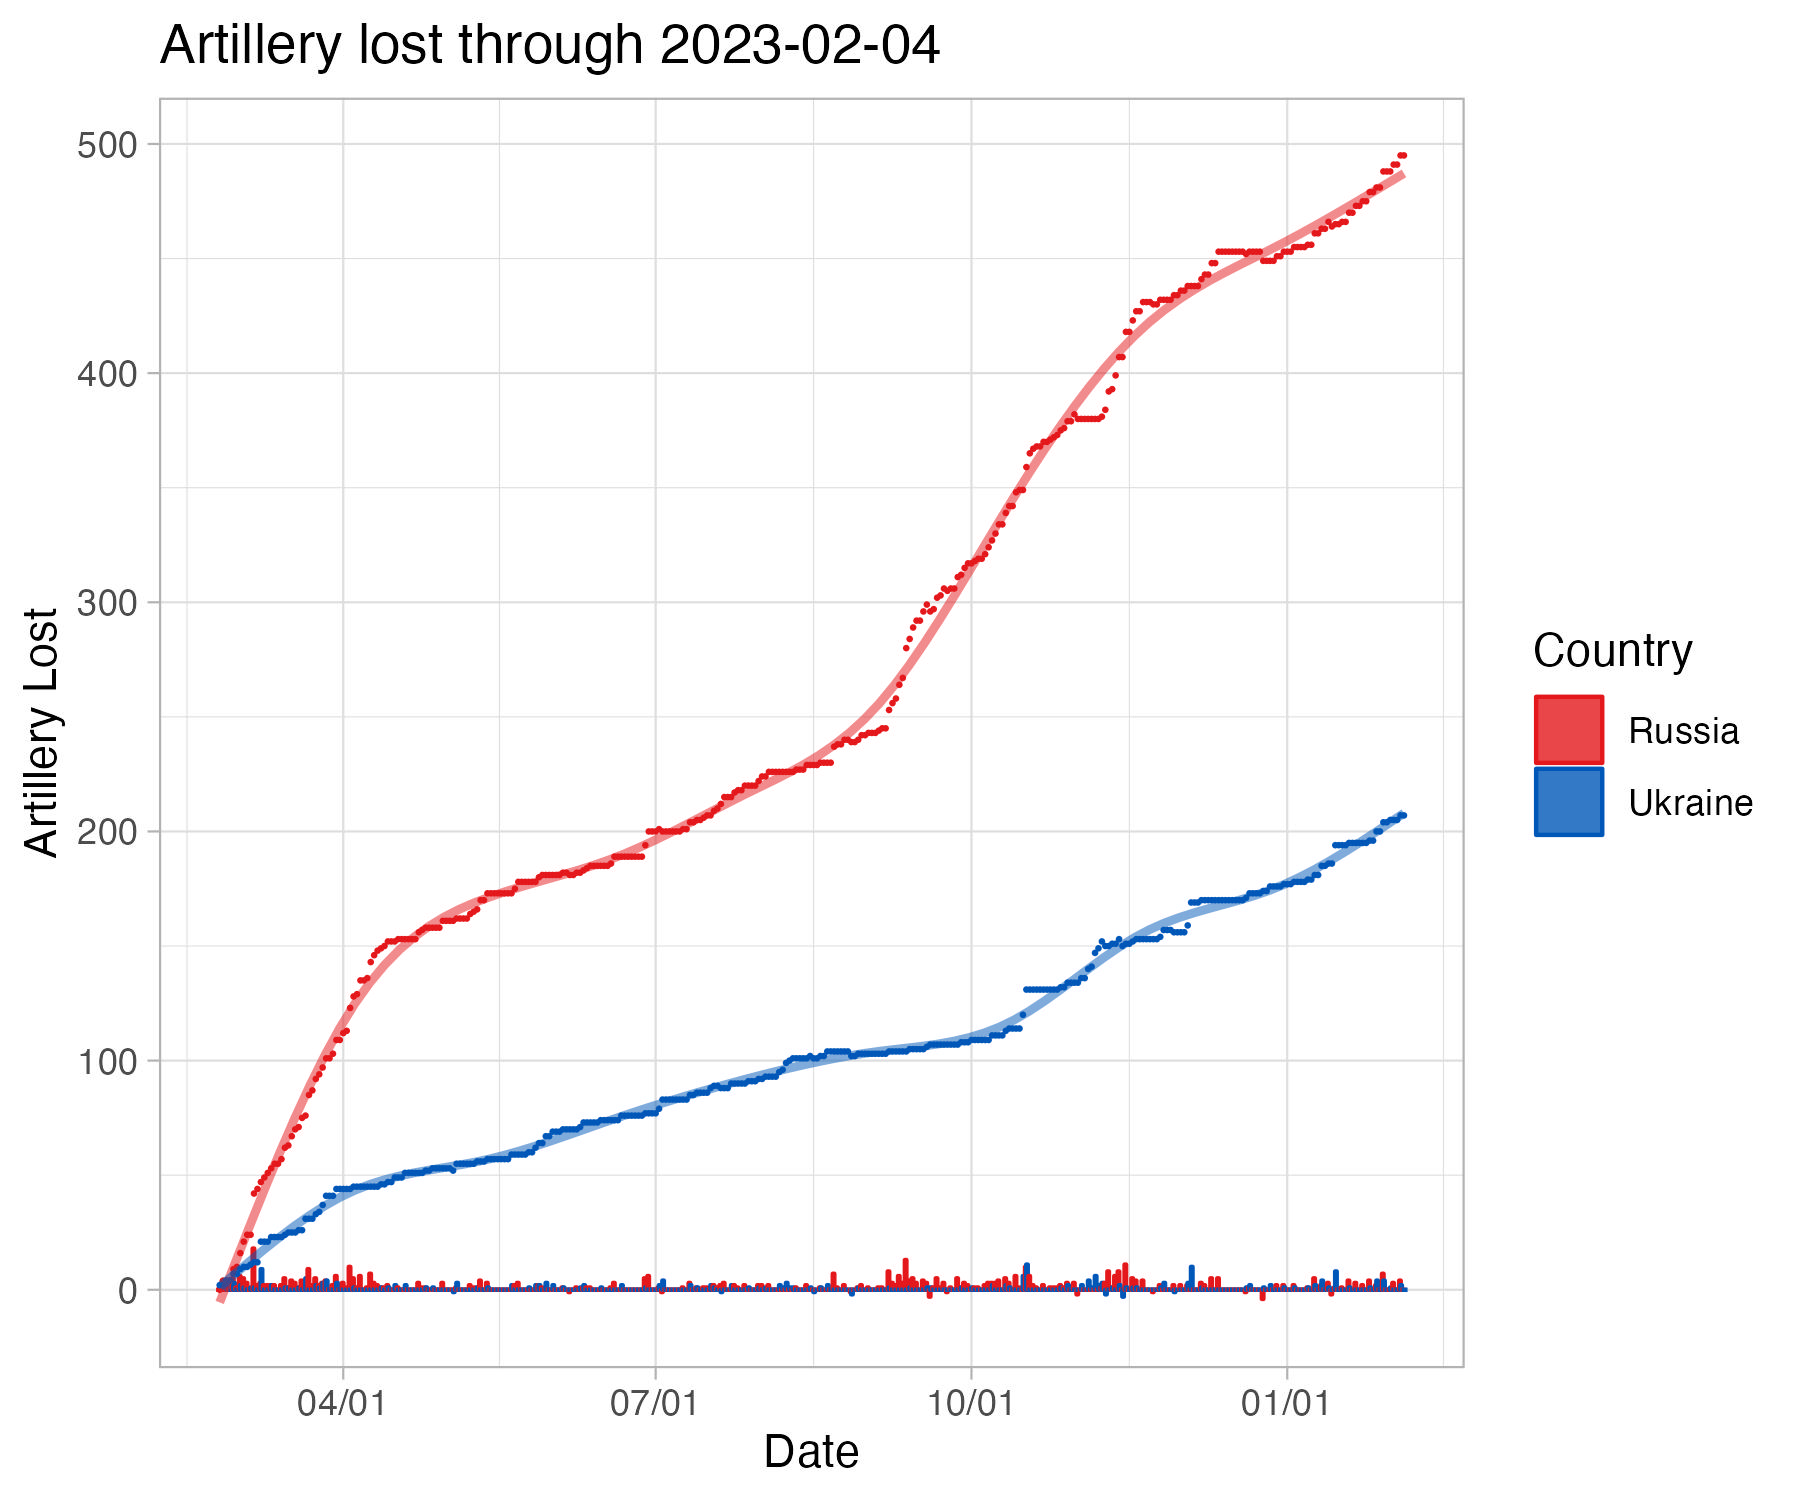 Artillery lost through 2023-02-04
Artillery Lost
500
400
300
200
100
0
04/01
07/01
10/01
01/01
Date
Country
Russia
Ukraine